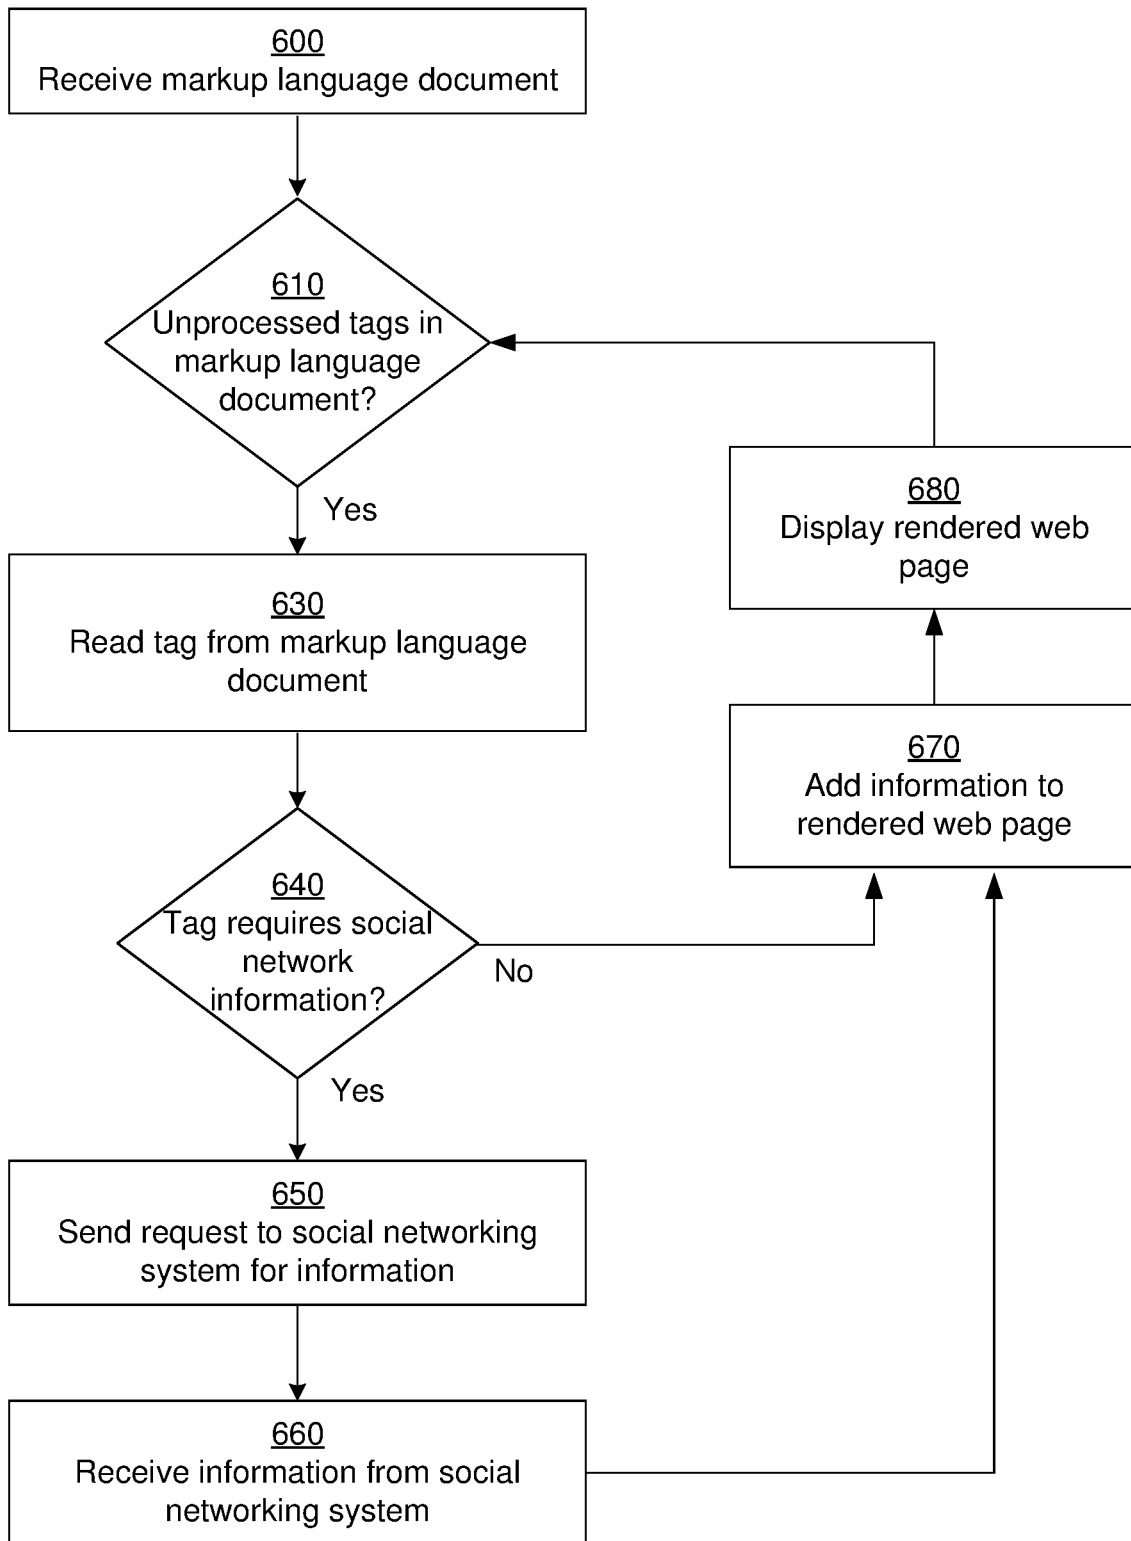 600
Receive markup language document
610
Unprocessed tags in
markup language
document?
Yes
630
Read tag from markup language
document
640
Tag requires social
network
information?
No
Yes
650
Send request to social networking
system for information
660
Receive information from social
networking system
670
Add information to
rendered web page
680
Display rendered web
page